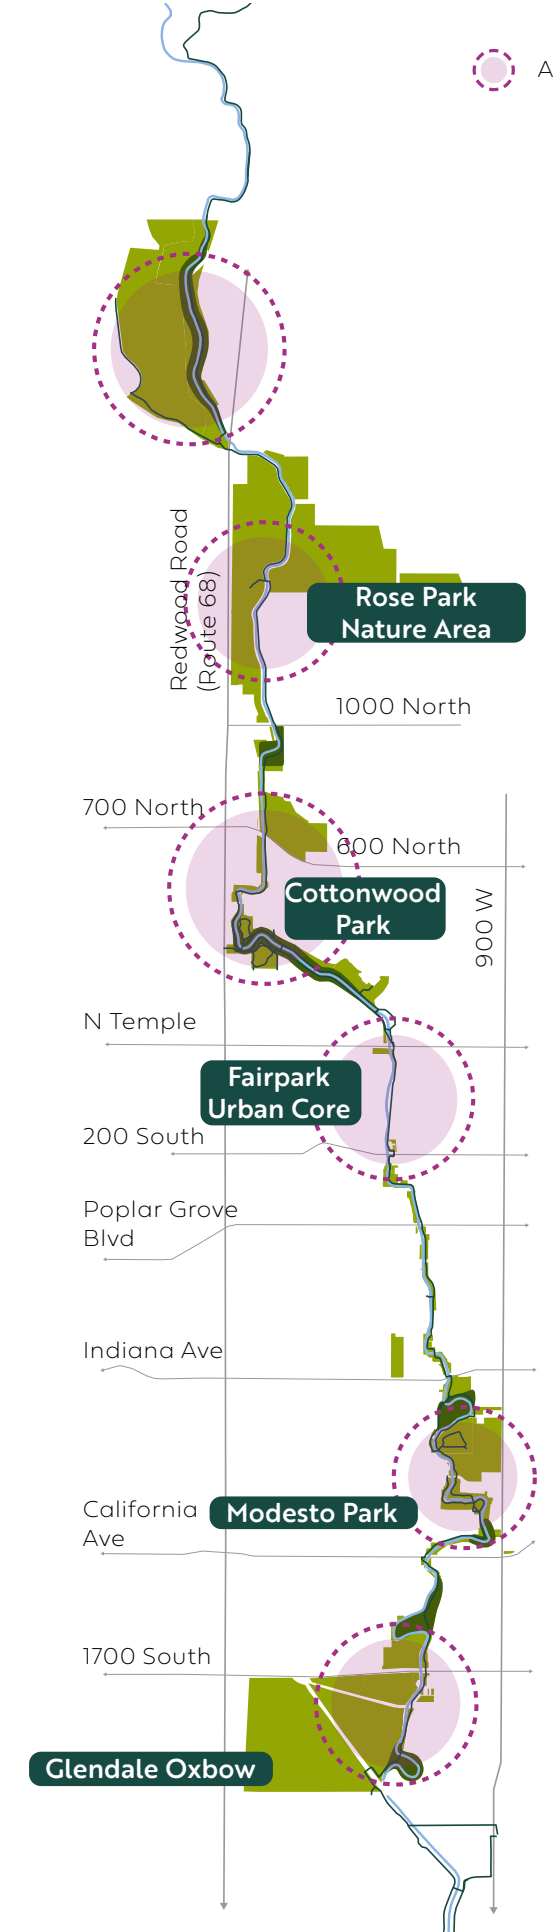 A
Redwood Road
(Route 68)
Rose Park
Nature Area
1000 North
700 North
600 North
Cottonwood
Park
900 W
N Temple
Fairpark
Urban Core
200 South
Poplar Grove
Blvd
Indiana Ave
California
Ave
Modesto Park
1700 South
Glendale Oxbow